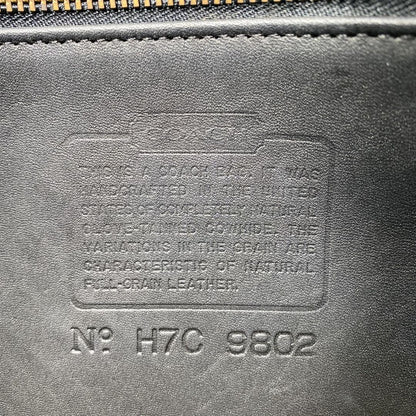 COACH
THIS IS A COACH BAG. IT WAS
HANDCRAFTED IN THE UNITED
STATES OF COMPLETELY NATURAL
GLOVE-TANNED COWHIDE. THE
VARIATIONS IN THE GRAIN ARE
CHARACTERISTIC OF NATURAL
FULL-GRAIN LEATHER.
Nº H7C 9802